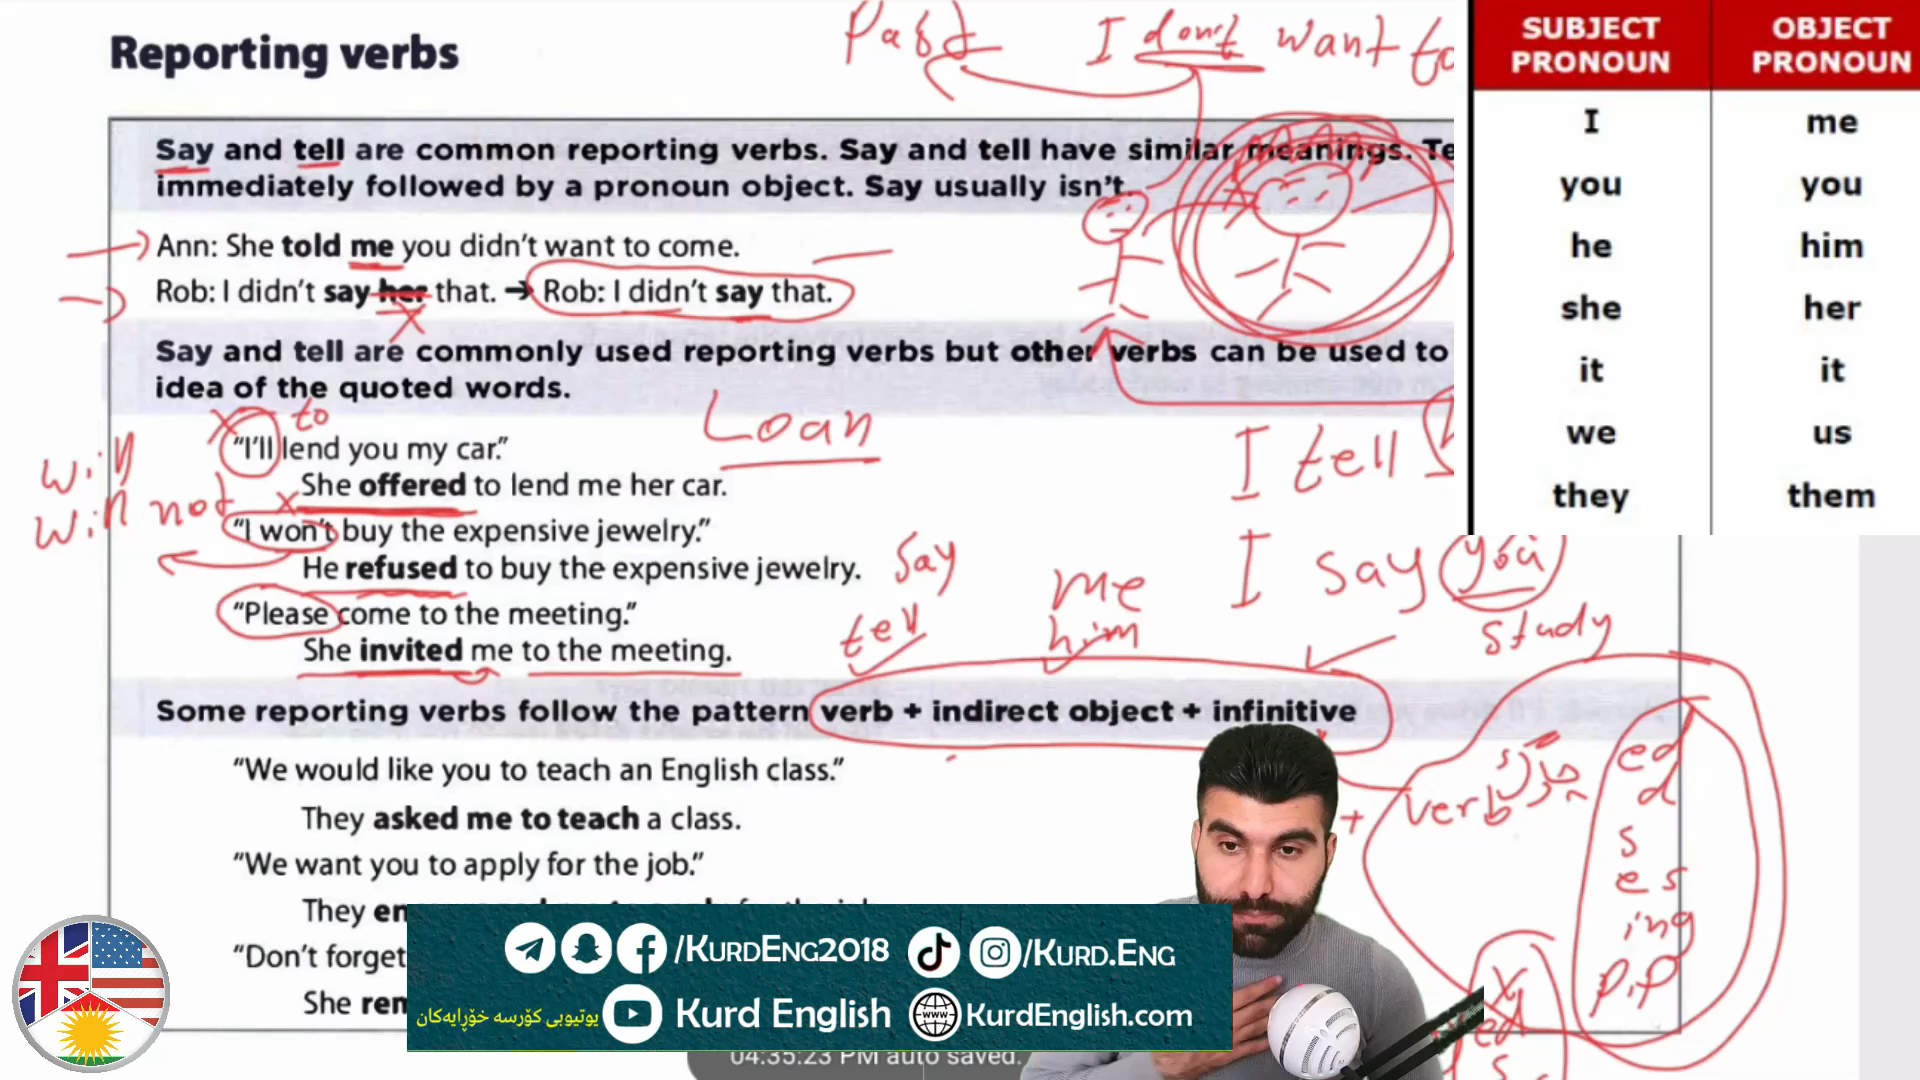 Reporting verbs
Past
I don't want to
Say and tell are common reporting verbs. Say and tell have similar meanings. Te
immediately followed by a pronoun object. Say usually isn't.
Ann: She told me you didn't want to come.
Rob: I didn't say her that. → Rob: I didn't say that.
Say and tell are commonly used reporting verbs but other verbs can be used to
idea of the quoted words.
to
Loan
will
"I'll lend you my car."
She offered to lend me her car.
will not
"I won't buy the expensive jewelry."
He refused to buy the expensive jewelry.
"Please come to the meeting."
She invited me to the meeting.
I tell
I say you
say
me
tell
him
study
Some reporting verbs follow the pattern verb + indirect object + infinitive
"We would like you to teach an English class."
They asked me to teach a class.
"We want you to apply for the job."
They en
"Don't forget
She rem
+ verb
ed
d
s
es
ing
p.p
x
ed
s
SUBJECT PRONOUN OBJECT PRONOUN
I me
you you
he him
she her
it it
we us
they them
/KurdEng2018 /Kurd.Eng
یوتیوبی کۆرسە خۆڕایەکان Kurd English KurdEnglish.com
04:35:23 PM auto saved.